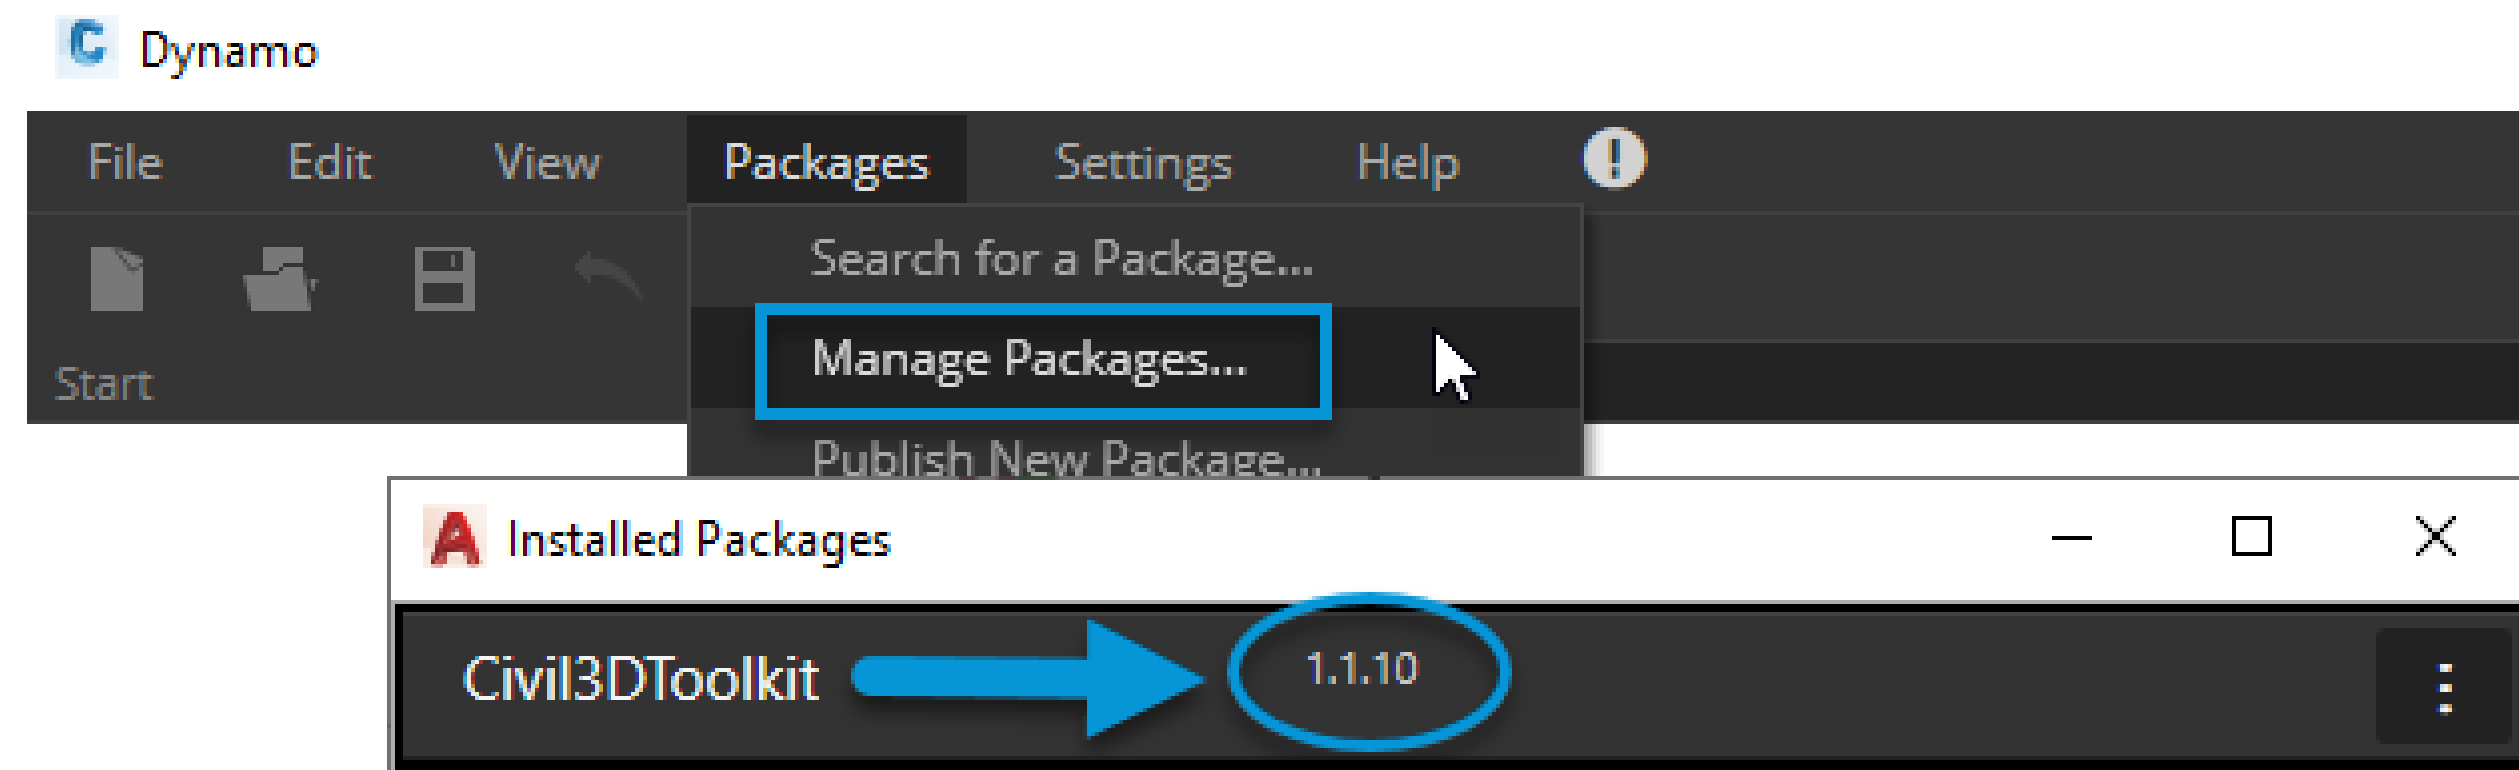 Dynamo
File Edit View Packages Settings Help
Search for a Package...
Manage Packages...
Start
Publish New Package...
Installed Packages
Civil3DToolkit 1.1.10